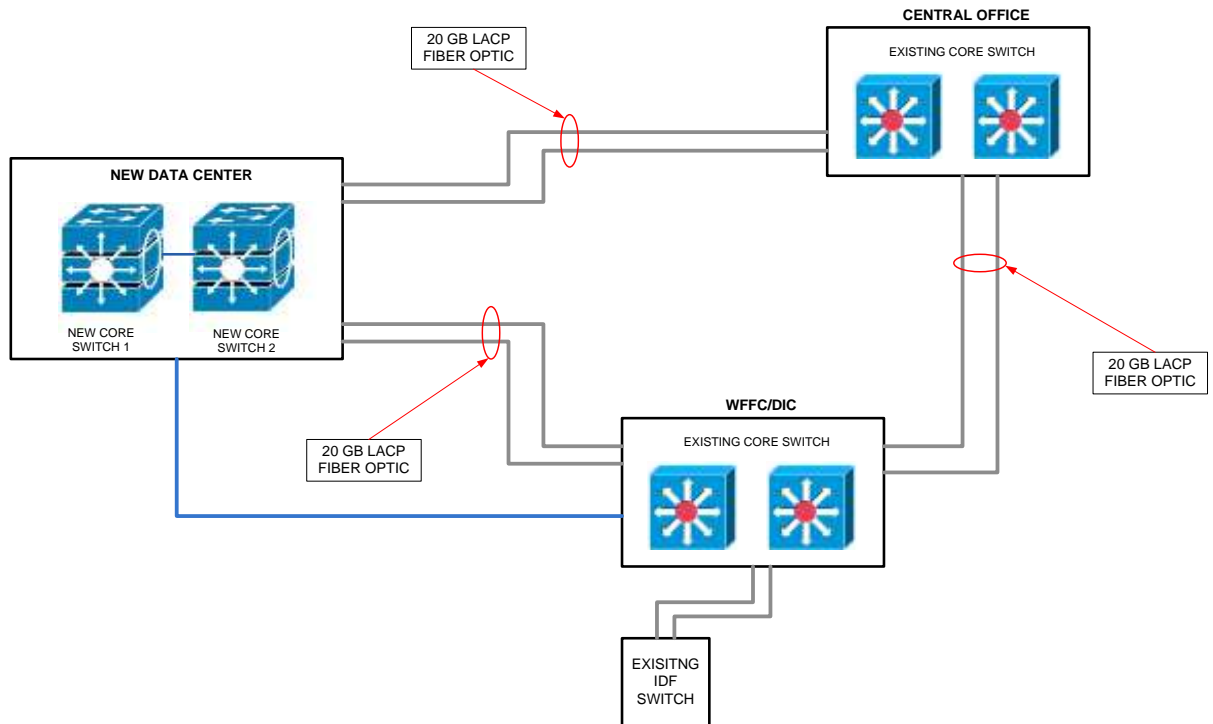 CENTRAL OFFICE
20 GB LACP
FIBER OPTIC
EXISTING CORE SWITCH
NEW DATA CENTER
NEW CORE
SWITCH 1
NEW CORE
SWITCH 2
20 GB LACP
FIBER OPTIC
WFFC/DIC
20 GB LACP
FIBER OPTIC
EXISTING CORE SWITCH
EXISITNG
IDF
SWITCH